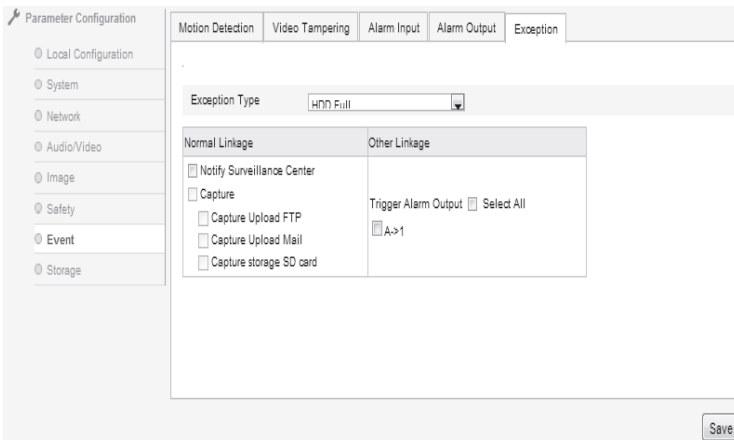 Parameter Configuration
Local Configuration
System
Network
Audio/Video
Image
Safety
Event
Storage
Motion Detection
Video Tampering
Alarm Input
Alarm Output
Exception
Exception Type
HDD Full
Normal Linkage
Other Linkage
Notify Surveillance Center
Capture
Capture Upload FTP
Capture Upload Mail
Capture storage SD card
Trigger Alarm Output
Select All
A->1
Save